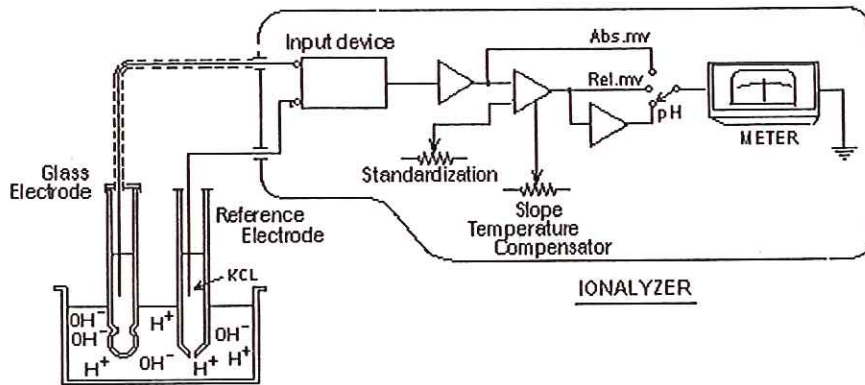 Input device
Abs.mv
Rel.mv
pH
METER
Standardization
Slope
Temperature
Compensator
Glass
Electrode
Reference
Electrode
KCL
IONALYZER
OH⁻
H⁺
OH⁻
OH⁻
H⁺
H⁺
OH⁻
H⁺